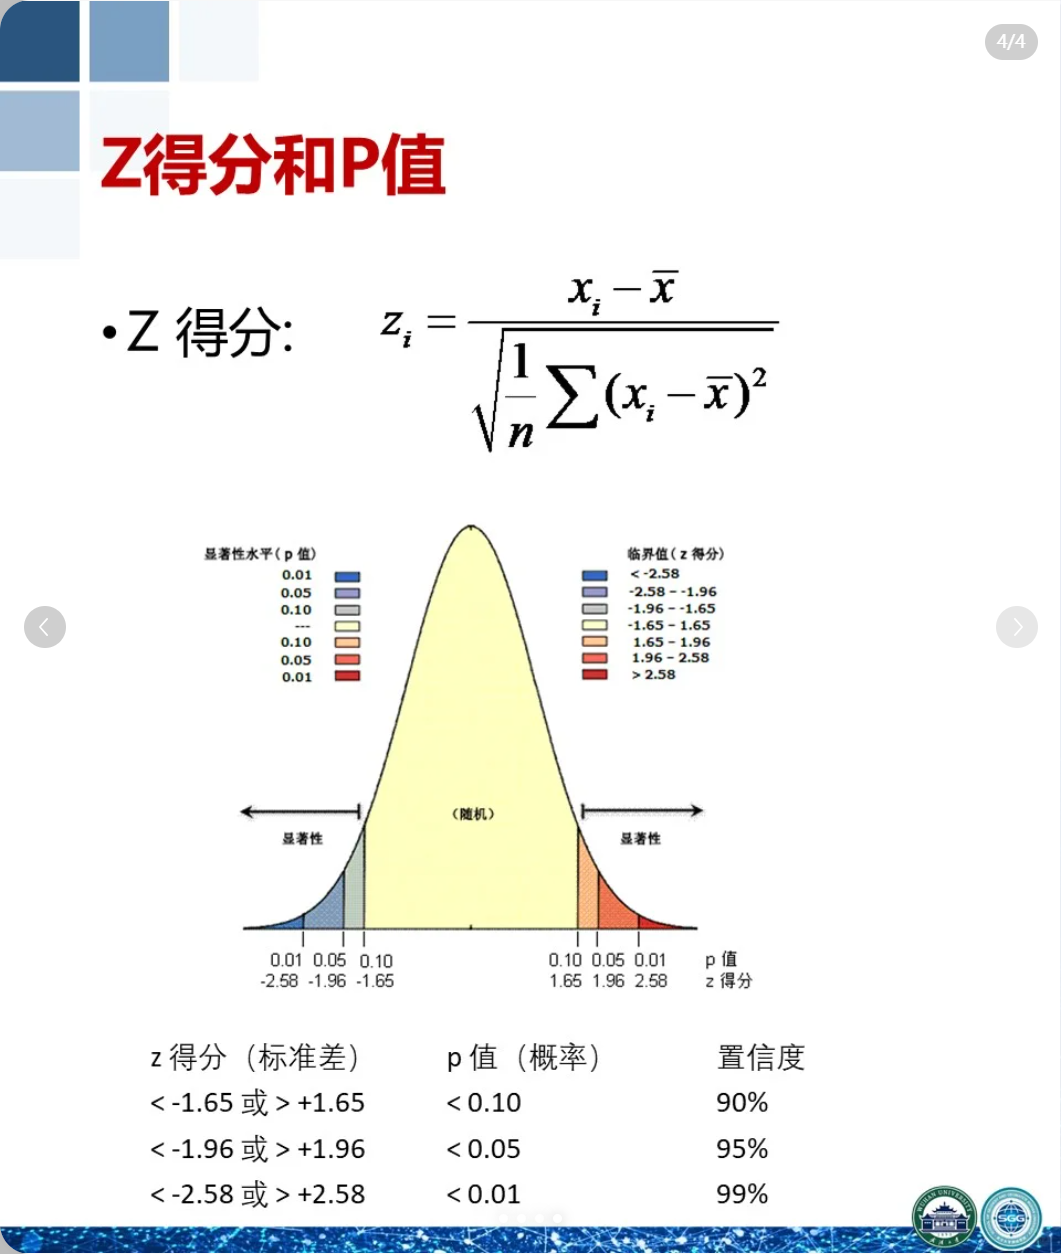 4/4
Z得分和P值
•Z 得分: z_i = (x_i − x̄) / √(1/n ∑(x_i − x̄)²)
显著性水平( p 值)
0.01
0.05
0.10
---
0.10
0.05
0.01
临界值( z 得分)
< -2.58
-2.58 - -1.96
-1.96 - -1.65
-1.65 - 1.65
1.65 - 1.96
1.96 - 2.58
> 2.58
(随机)
显著性
显著性
0.01 0.05 0.10 0.10 0.05 0.01 p 值
-2.58 -1.96 -1.65 1.65 1.96 2.58 z 得分
z 得分（标准差） p 值（概率） 置信度
< -1.65 或 > +1.65 < 0.10 90%
< -1.96 或 > +1.96 < 0.05 95%
< -2.58 或 > +2.58 < 0.01 99%
WUHAN UNIVERSITY
SGG